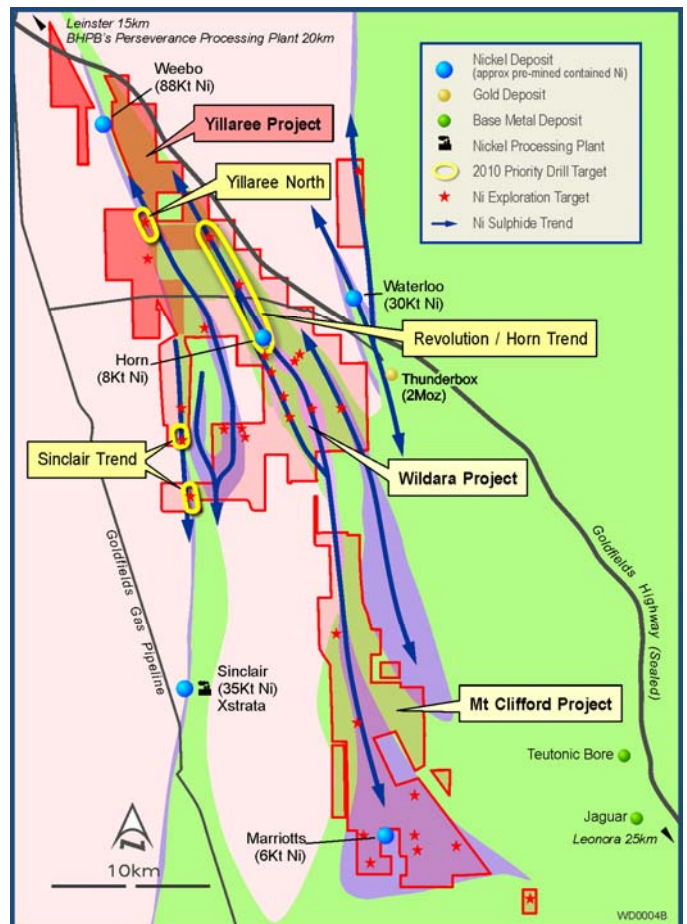 Leinster 15km
BHPB's Perseverance Processing Plant 20km
Weebo
(88Kt Ni)
Yillaree Project
Yillaree North
Nickel Deposit
(approx pre-mined contained Ni)
Gold Deposit
Base Metal Deposit
Nickel Processing Plant
2010 Priority Drill Target
Ni Exploration Target
Ni Sulphide Trend
Waterloo
(30Kt Ni)
Revolution / Horn Trend
Horn
(8Kt Ni)
Thunderbox
(2Moz)
Sinclair Trend
Wildara Project
Goldfields Gas Pipeline
Goldfields Highway (Sealed)
Sinclair
(35Kt Ni)
Xstrata
Mt Clifford Project
Teutonic Bore
Jaguar
Leonora 25km
Marriotts
(6Kt Ni)
N
10km
WD0004B